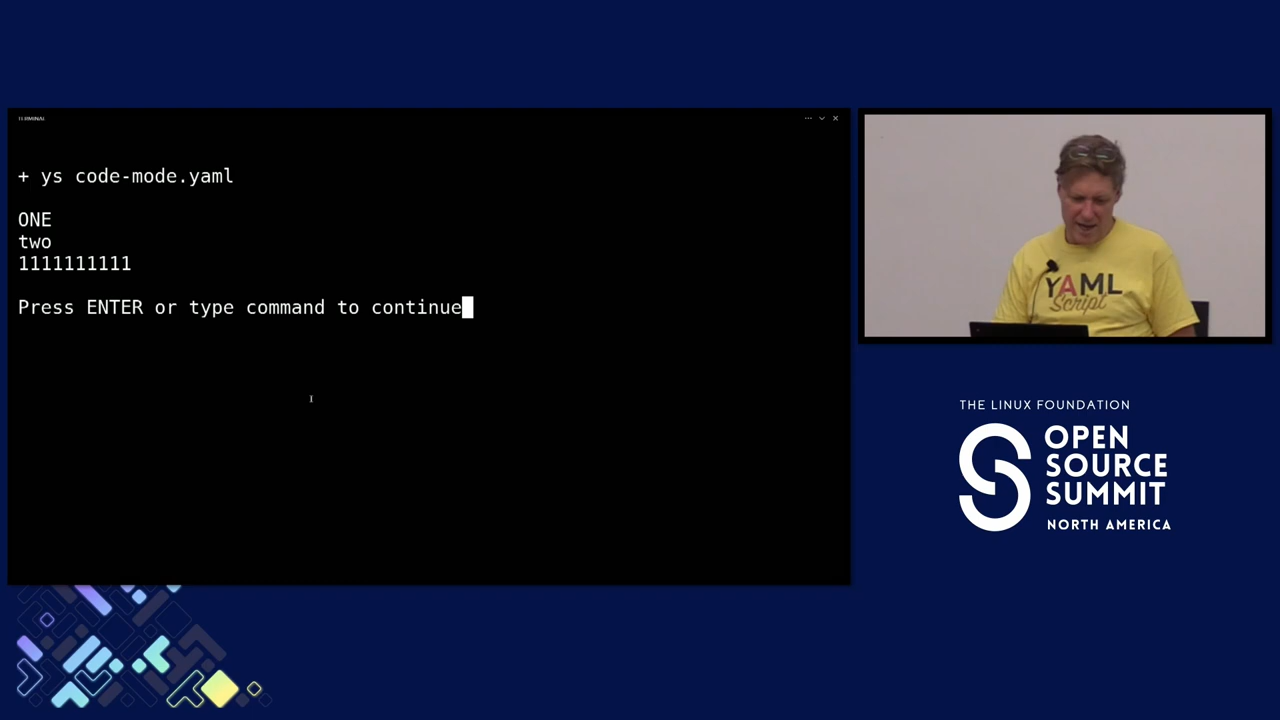 TERMINAL
+ ys code-mode.yaml
ONE
two
1111111111
Press ENTER or type command to continue
YAML
Script
THE LINUX FOUNDATION
OPEN
SOURCE
SUMMIT
NORTH AMERICA